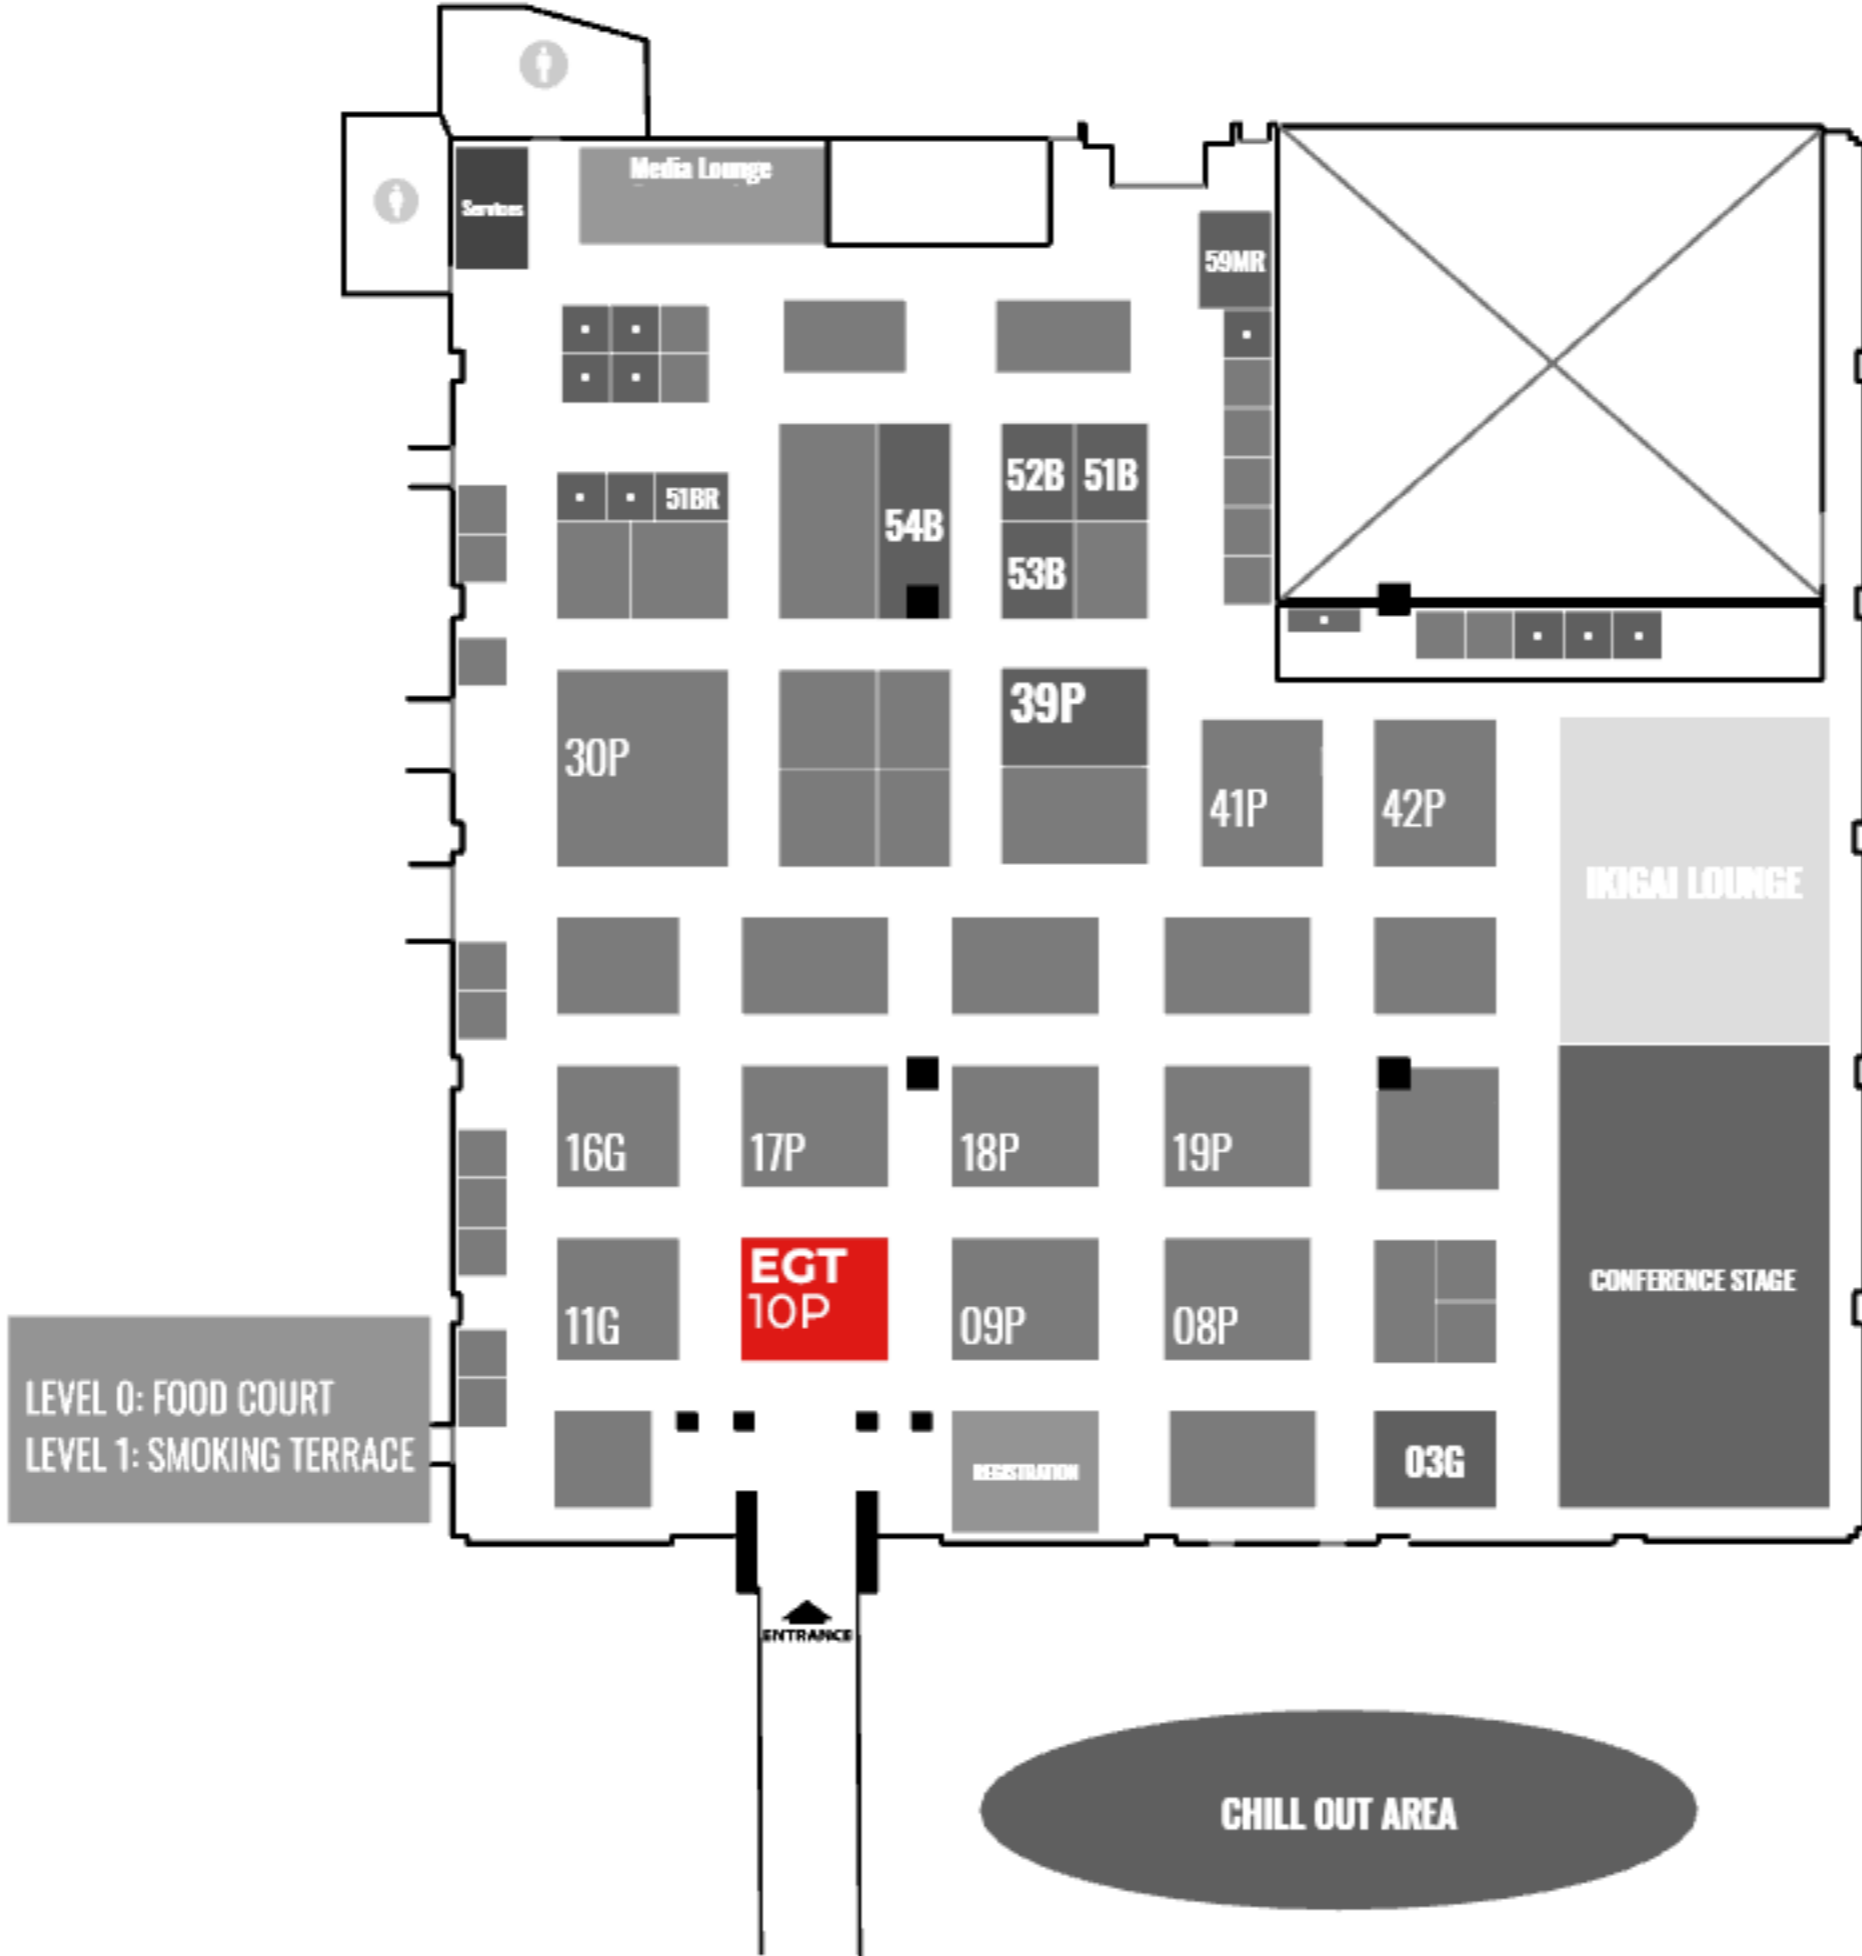 Media Lounge
Services
59MR
51BR
54B
52B
51B
53B
30P
39P
41P
42P
IKIGAI LOUNGE
16G
17P
18P
19P
11G
EGT
10P
09P
08P
CONFERENCE STAGE
LEVEL 0: FOOD COURT
LEVEL 1: SMOKING TERRACE
REGISTRATION
03G
ENTRANCE
CHILL OUT AREA